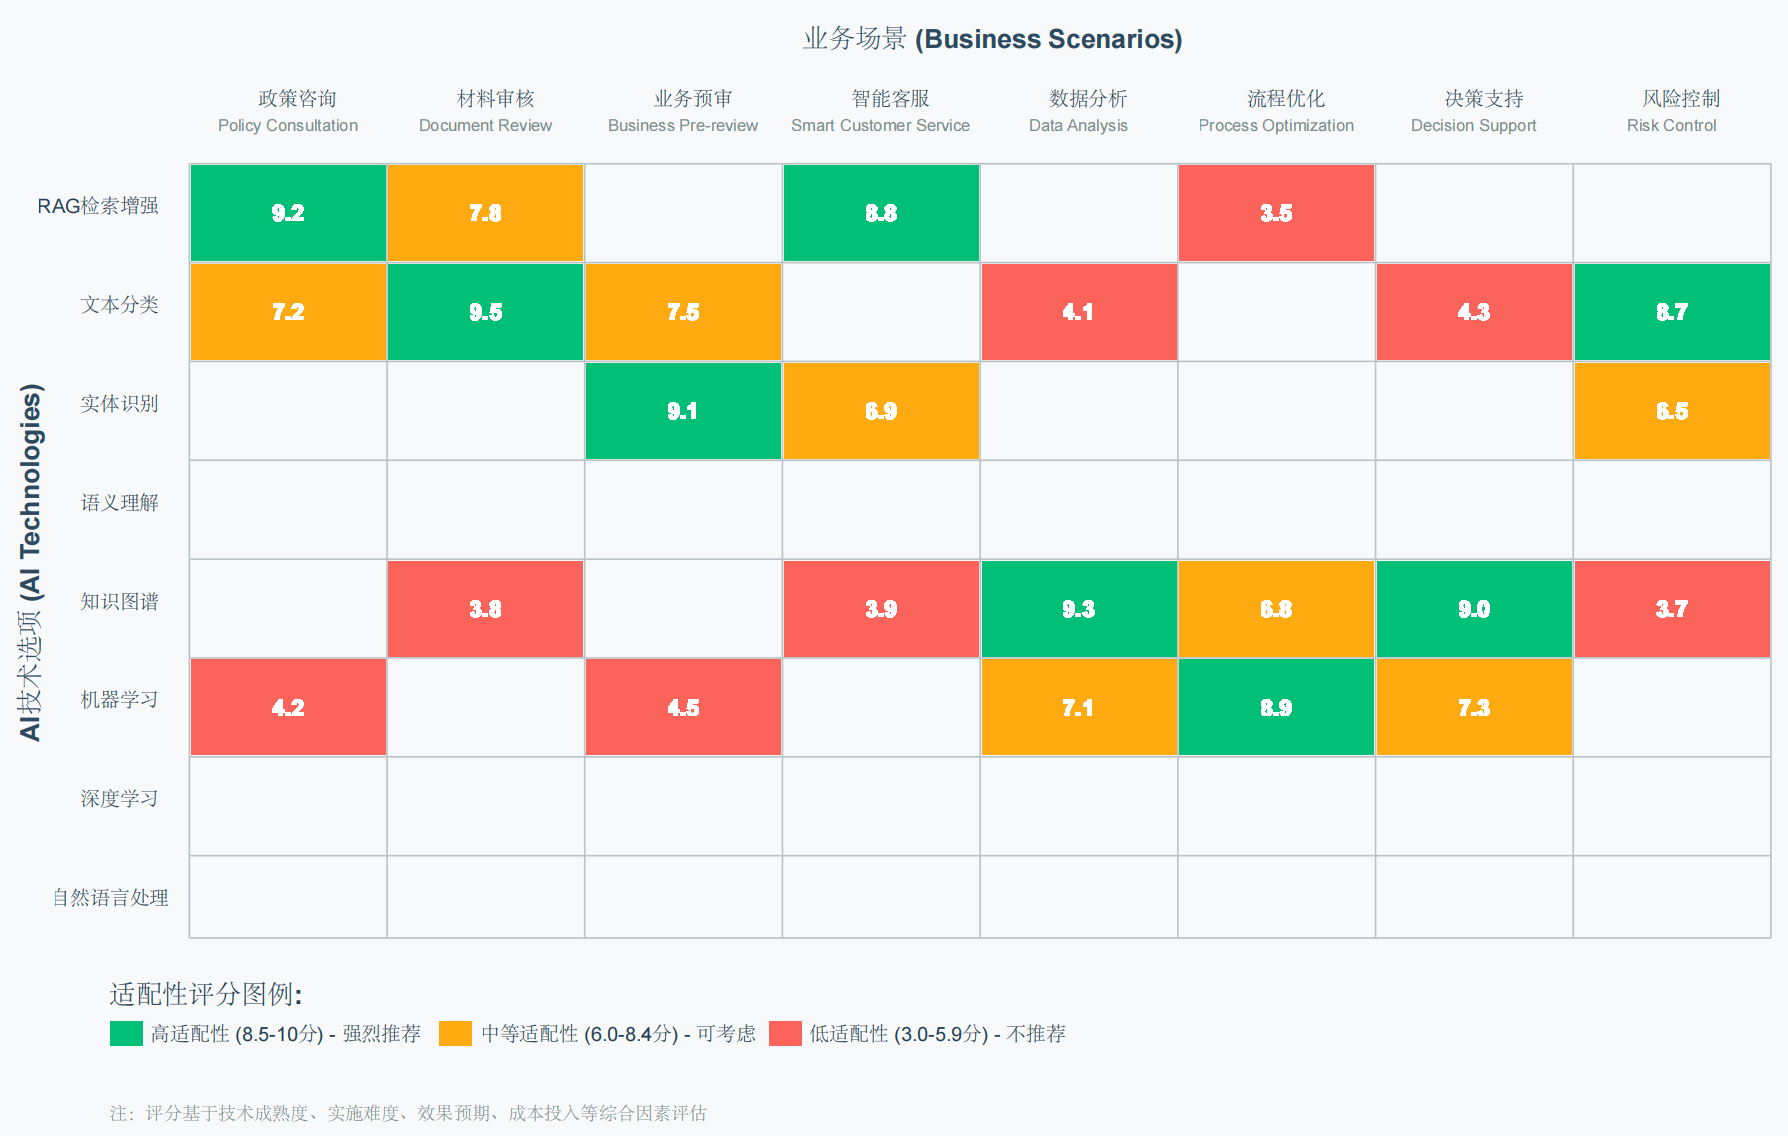 业务场景 (Business Scenarios)
政策咨询 材料审核 业务预审 智能客服 数据分析 流程优化 决策支持 风险控制
Policy Consultation Document Review Business Pre-review Smart Customer Service Data Analysis Process Optimization Decision Support Risk Control
AI技术选项 (AI Technologies)
RAG检索增强 9.2 7.8 8.8 3.5
文本分类 7.2 9.5 7.5 4.1 4.3 8.7
实体识别 9.1 6.9 6.5
语义理解
知识图谱 3.8 3.9 9.3 6.8 9.0 3.7
机器学习 4.2 4.5 7.1 8.9 7.3
深度学习
自然语言处理
适配性评分图例:
高适配性 (8.5-10分) - 强烈推荐 中等适配性 (6.0-8.4分) - 可考虑 低适配性 (3.0-5.9分) - 不推荐
注：评分基于技术成熟度、实施难度、效果预期、成本投入等综合因素评估